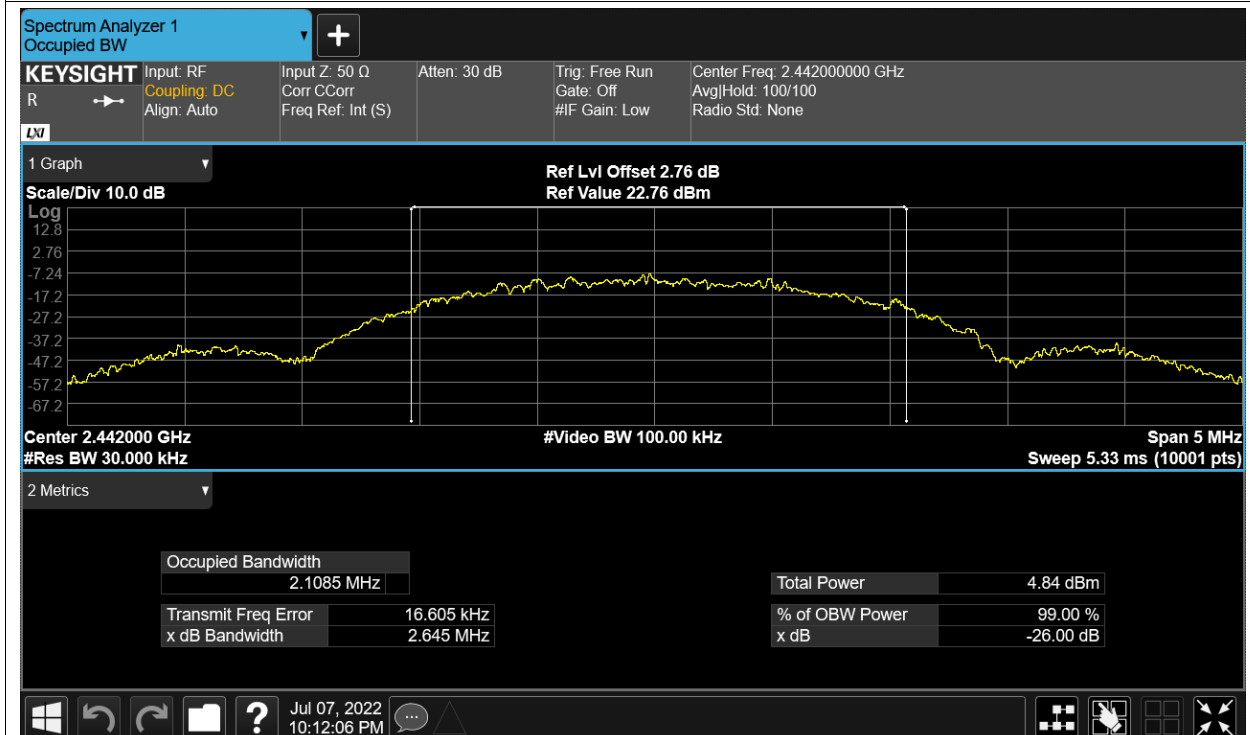 Spectrum Analyzer 1
Occupied BW
+
KEYSIGHT Input: RF Input Z: 50 Ω Atten: 30 dB Trig: Free Run Center Freq: 2.442000000 GHz
R Coupling: DC Corr CCorr Gate: Off Avg|Hold: 100/100
Align: Auto Freq Ref: Int (S) #IF Gain: Low Radio Std: None
LXI
1 Graph
Ref Lvl Offset 2.76 dB
Scale/Div 10.0 dB Ref Value 22.76 dBm
Log
12.8
2.76
-7.24
-17.2
-27.2
-37.2
-47.2
-57.2
-67.2
Center 2.442000 GHz #Video BW 100.00 kHz Span 5 MHz
#Res BW 30.000 kHz Sweep 5.33 ms (10001 pts)
2 Metrics
Occupied Bandwidth
2.1085 MHz Total Power 4.84 dBm
Transmit Freq Error 16.605 kHz % of OBW Power 99.00 %
x dB Bandwidth 2.645 MHz x dB -26.00 dB
? Jul 07, 2022
10:12:06 PM